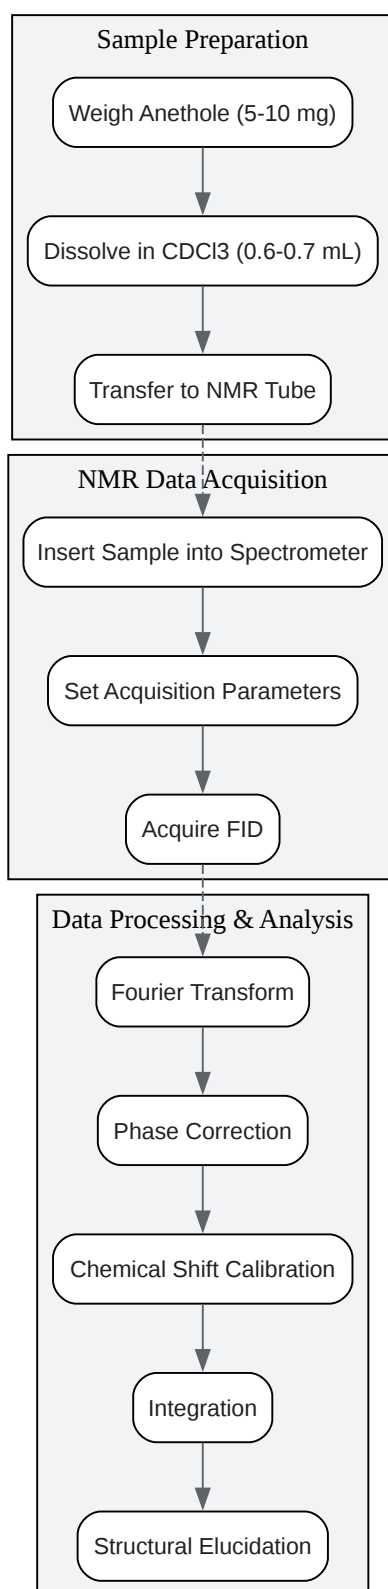 Sample Preparation
Weigh Anethole (5-10 mg)
Dissolve in CDCl3 (0.6-0.7 mL)
Transfer to NMR Tube
NMR Data Acquisition
Insert Sample into Spectrometer
Set Acquisition Parameters
Acquire FID
Data Processing & Analysis
Fourier Transform
Phase Correction
Chemical Shift Calibration
Integration
Structural Elucidation